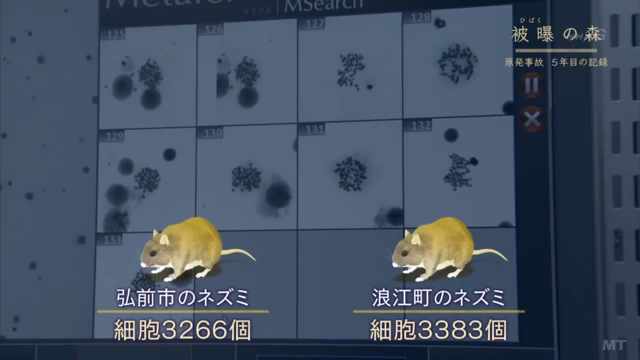 MSearch
125
126
127
128
129
130
131
132
133
ひばく
被曝の森
原発事故 5年目の記録
弘前市のネズミ
細胞3266個
浪江町のネズミ
細胞3383個
MT